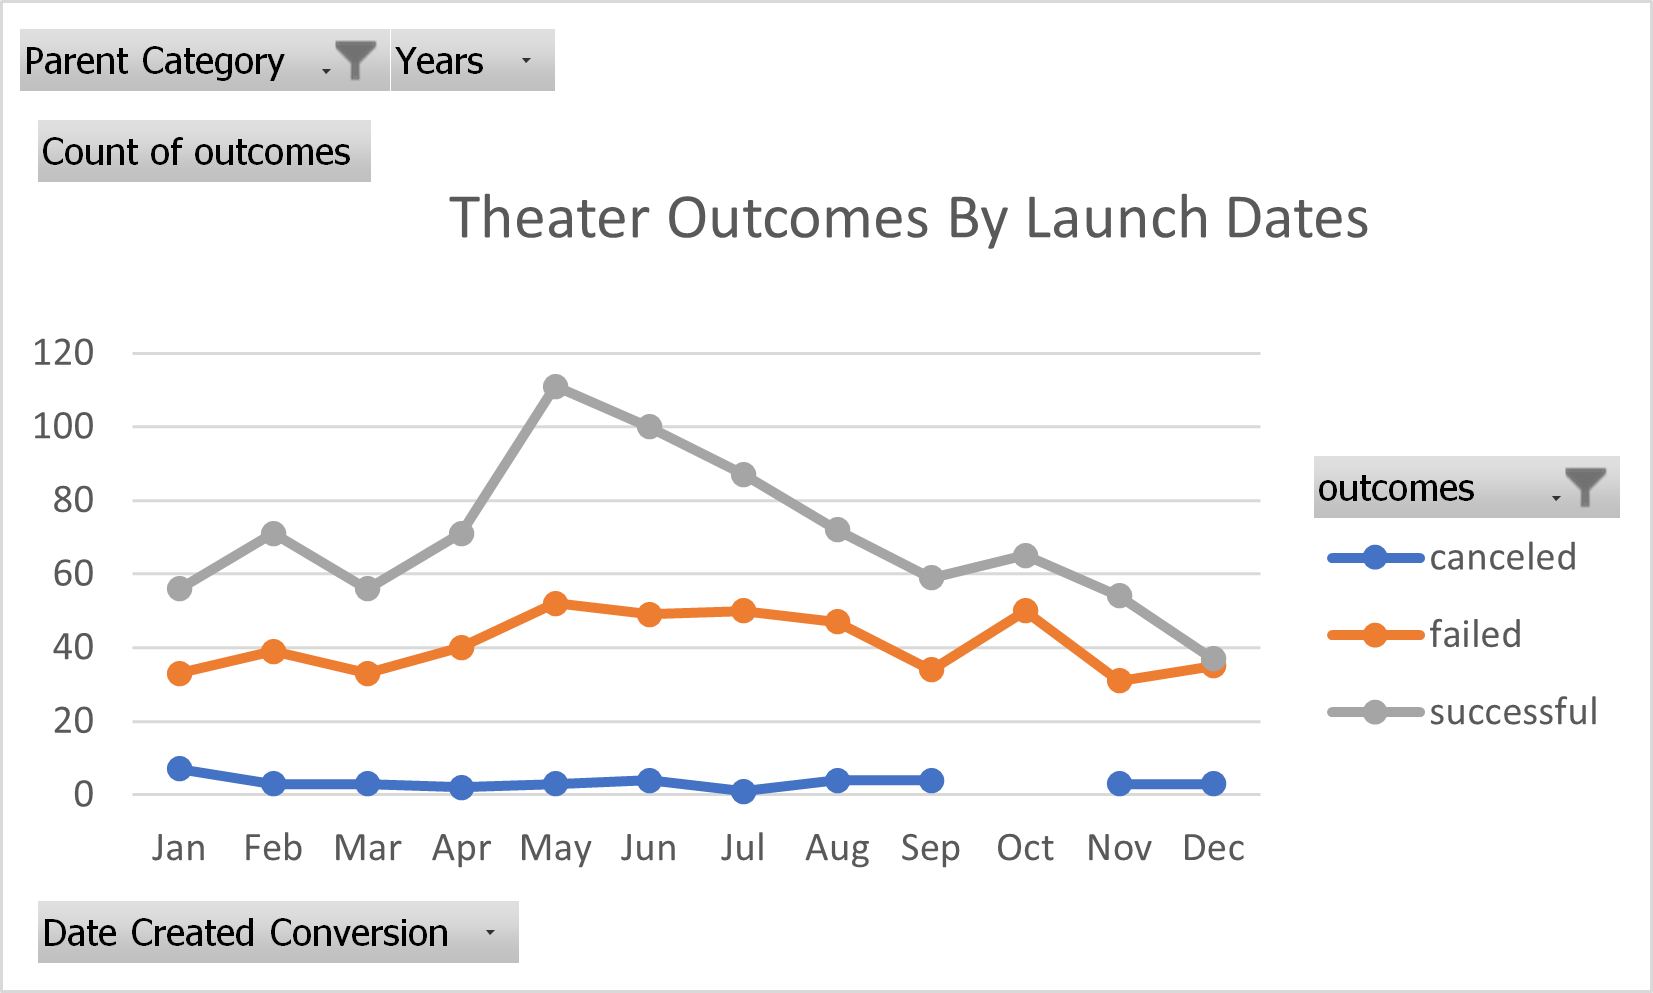 Parent Category Years
Count of outcomes
Theater Outcomes By Launch Dates
120
100
80
60
40
20
0
Jan Feb Mar Apr May Jun Jul Aug Sep Oct Nov Dec
outcomes
canceled
failed
successful
Date Created Conversion